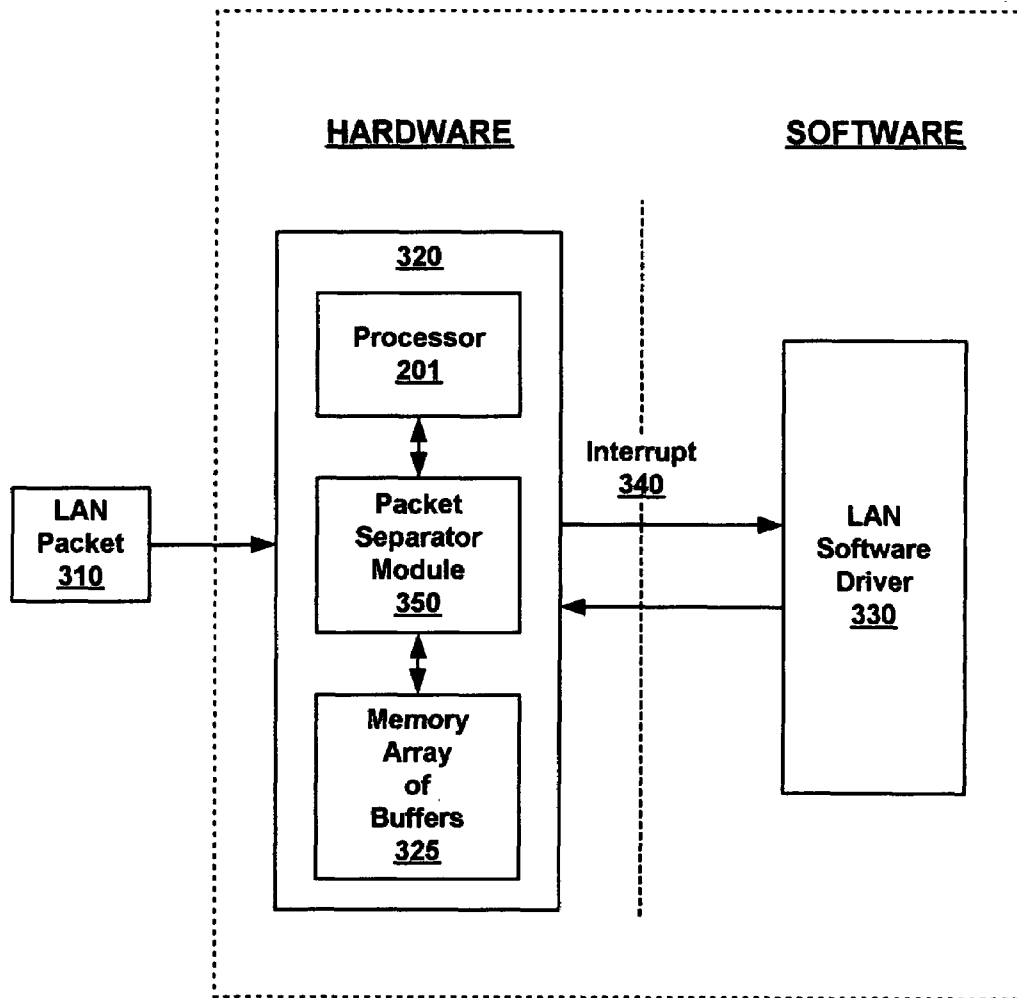 HARDWARE
SOFTWARE
320
Processor
201
Packet
Separator
Module
350
Memory
Array
of
Buffers
325
LAN
Packet
310
Interrupt
340
LAN
Software
Driver
330